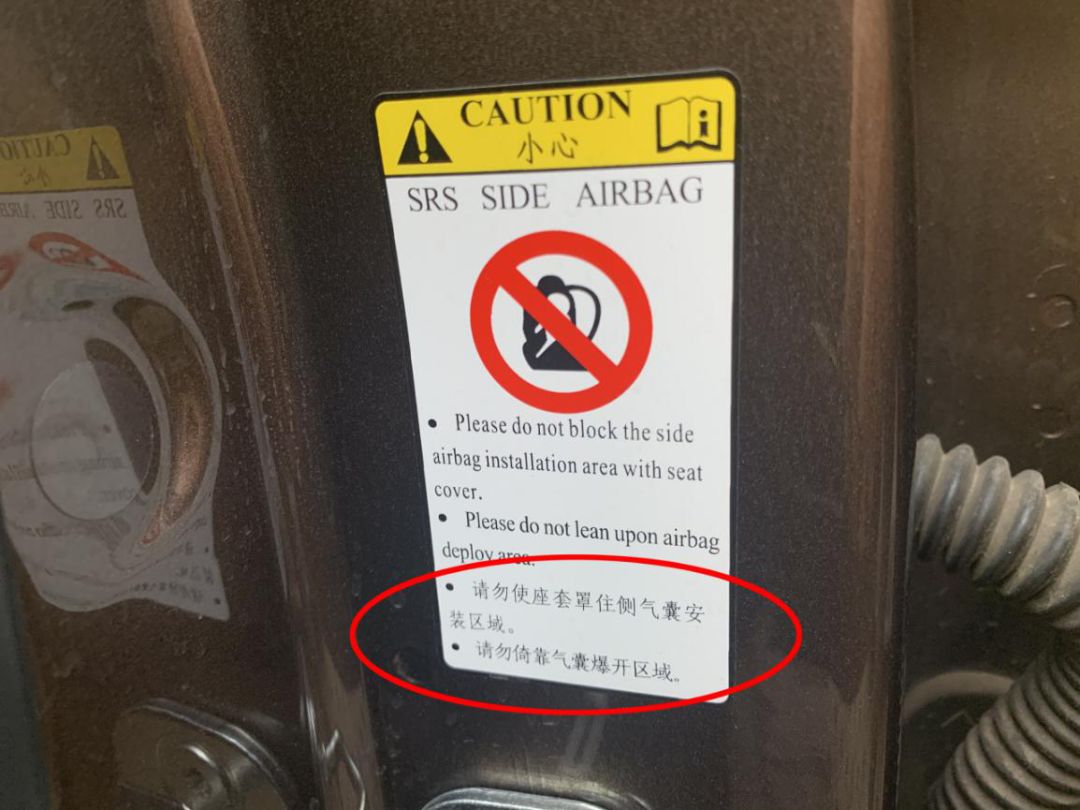 CAUTION
小心
SRS SIDE AIRBAG
• Please do not block the side
airbag installation area with seat
cover.
• Please do not lean upon airbag
deploy area.
• 请勿使座套罩住侧气囊安
装区域。
• 请勿倚靠气囊爆开区域。